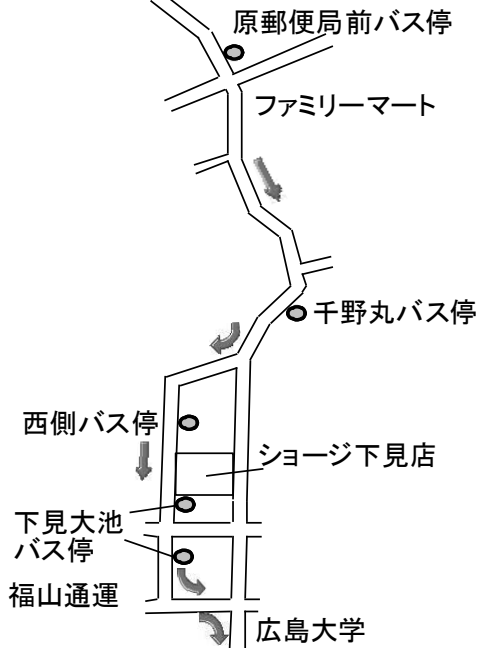 原郵便局前バス停
ファミリーマート
千野丸バス停
西側バス停
ショージ下見店
下見大池
バス停
福山通運
広島大学